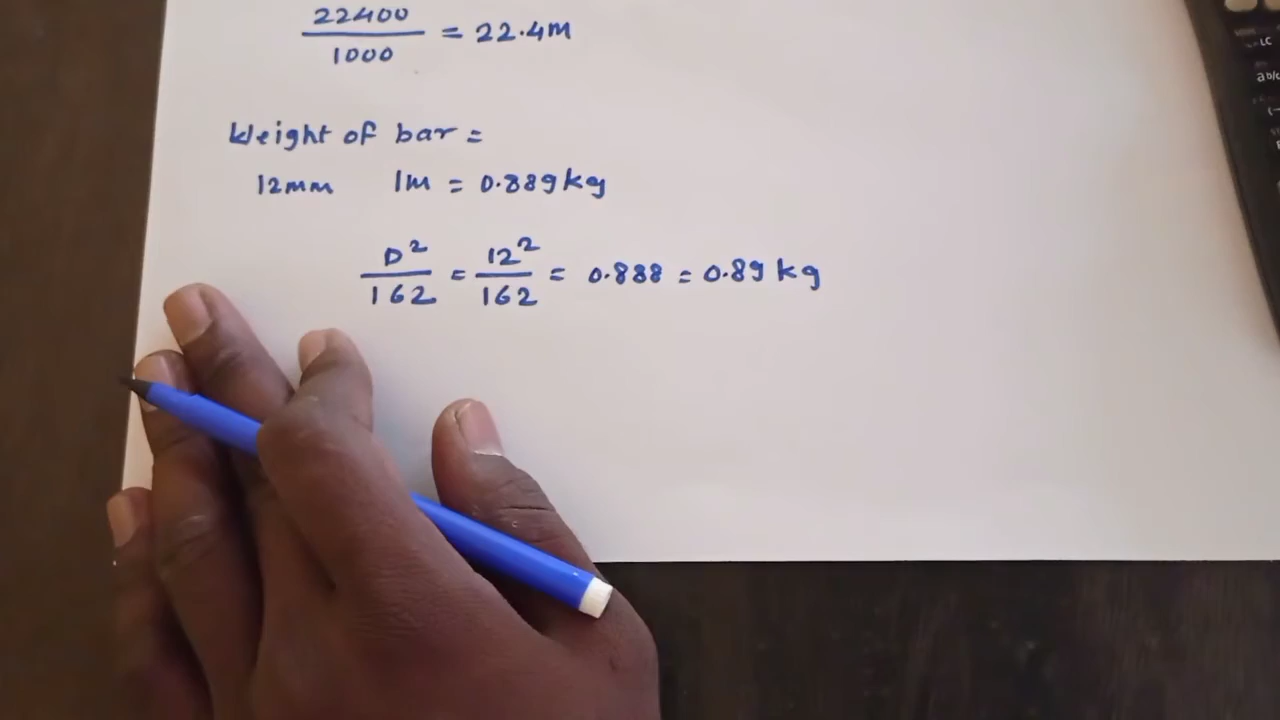 22400
1000 = 22.4m
Weight of bar =
12mm 1m = 0.889kg
D² / 162 = 12² / 162 = 0.888 = 0.89 kg
LC